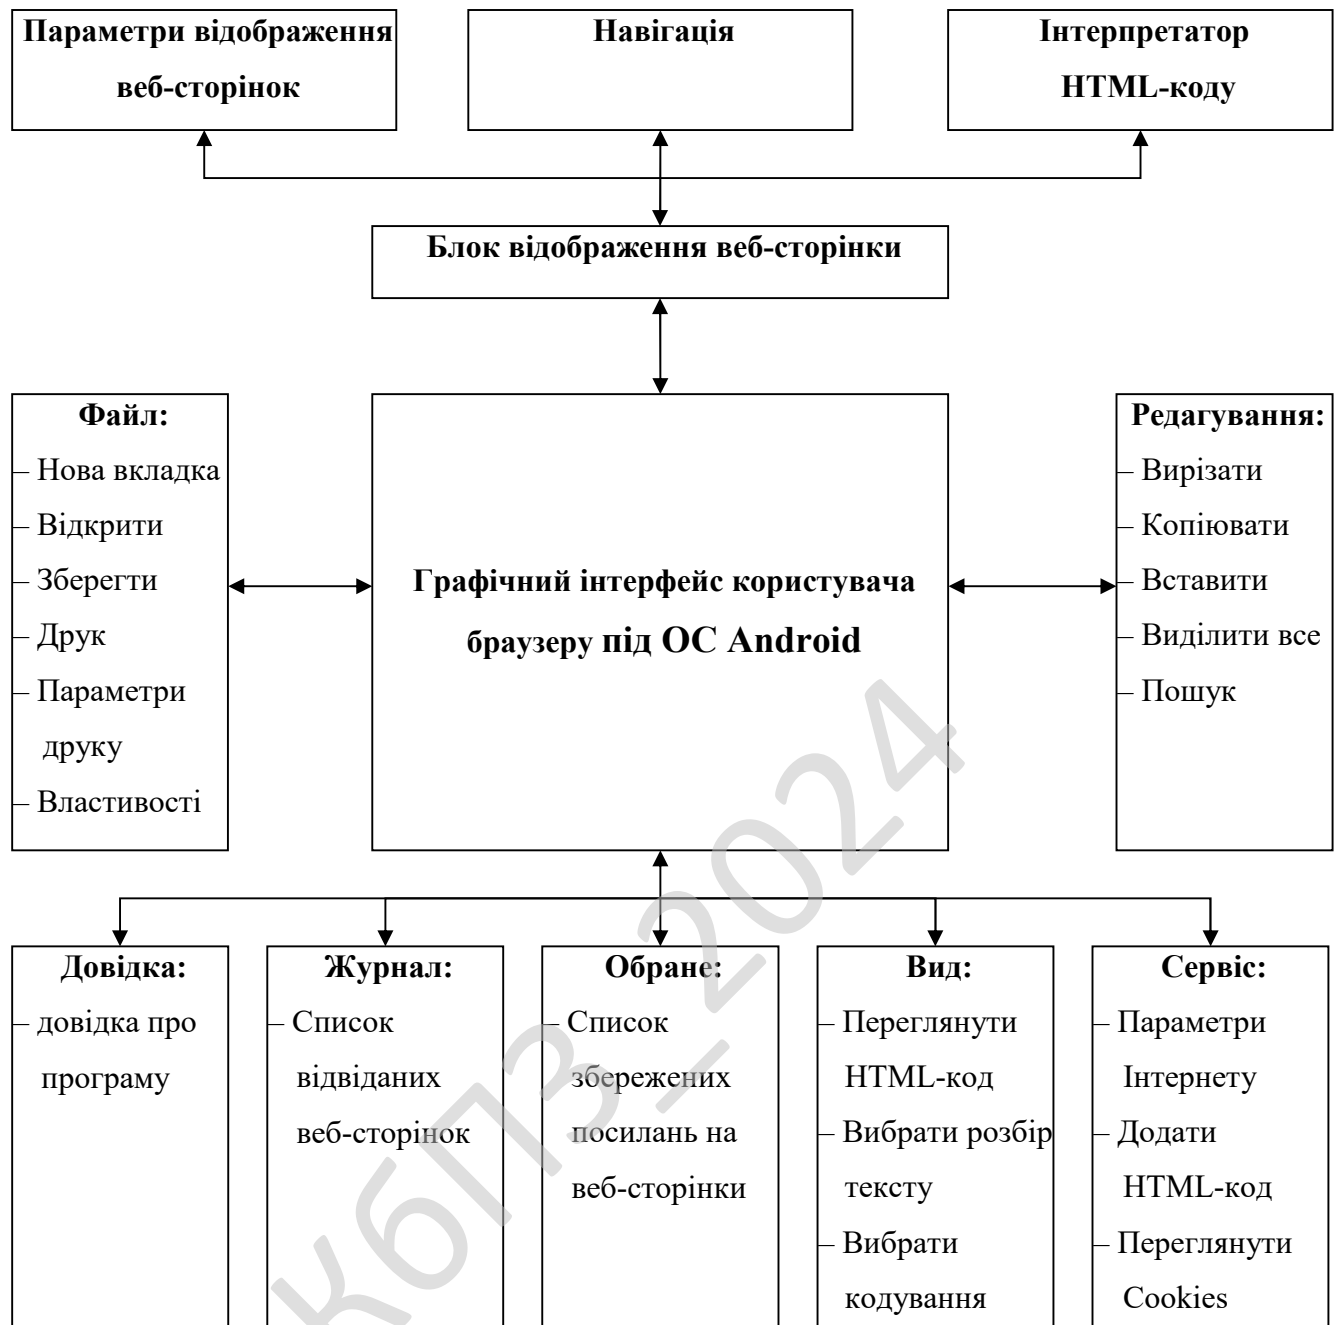 Параметри відображення
веб-сторінок
Навігація
Інтерпретатор
HTML-коду
Блок відображення веб-сторінки
Файл:
– Нова вкладка
– Відкрити
– Зберегти
– Друк
– Параметри
друку
– Властивості
Графічний інтерфейс користувача
браузеру під ОС Android
Редагування:
– Вирізати
– Копіювати
– Вставити
– Виділити все
– Пошук
Довідка:
– довідка про
програму
Журнал:
– Список
відвіданих
веб-сторінок
Обране:
– Список
збережених
посилань на
веб-сторінки
Вид:
– Переглянути
HTML-код
– Вибрати розбір
тексту
– Вибрати
кодування
Сервіс:
– Параметри
Інтернету
– Додати
HTML-код
– Переглянути
Cookies
КбПЗ_2024